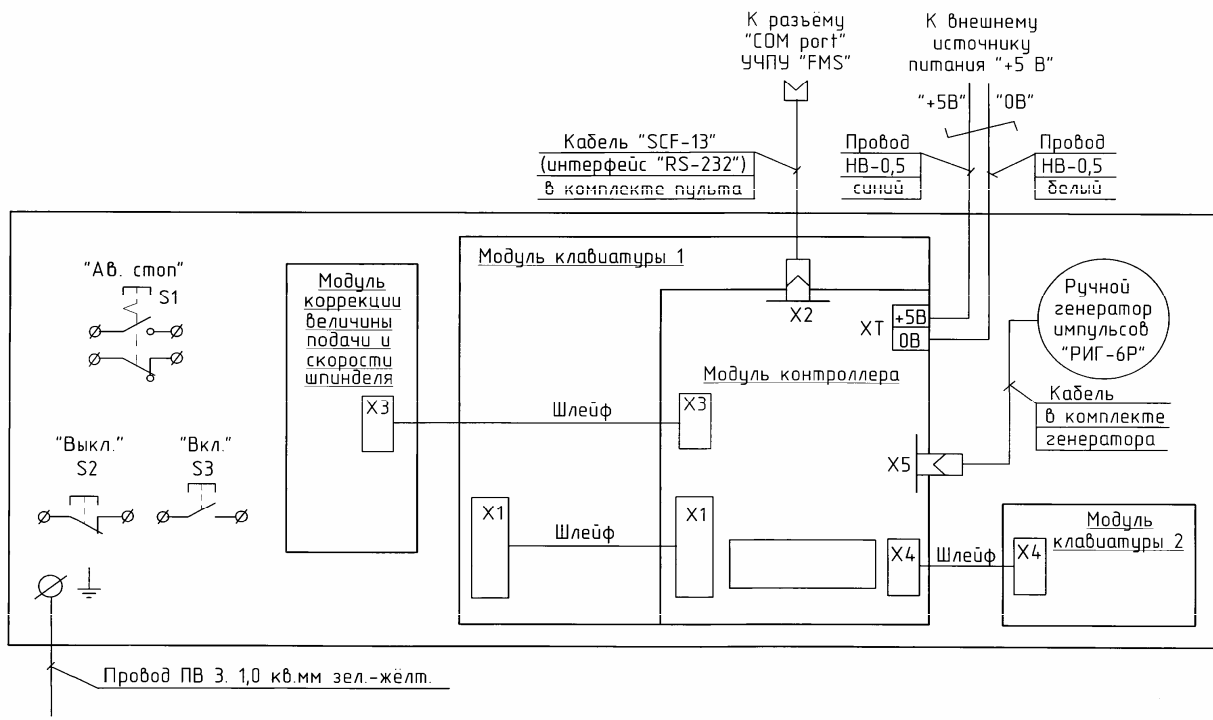 К разъёму
"COM port"
УЧПУ "FMS"
К внешнему
источнику
питания "+5 В"
"+5В"
"0В"
Кабель "SCF-13"
(интерфейс "RS-232")
в комплекте пульта
Провод
НВ-0,5
синий
Провод
НВ-0,5
белый
"Ав. стоп"
S1
Модуль
коррекции
величины
подачи и
скорости
шпинделя
X3
Модуль клавиатуры 1
X2
XT
+5В
0В
Ручной
генератор
импульсов
"РИГ-6Р"
Модуль контроллера
Кабель
в комплекте
генератора
Шлейф
X3
"Выкл."
S2
"Вкл."
S3
X5
X1
Шлейф
X1
X4
Шлейф
X4
Модуль
клавиатуры 2
Провод ПВ 3. 1,0 кв.мм зел.-жёлт.